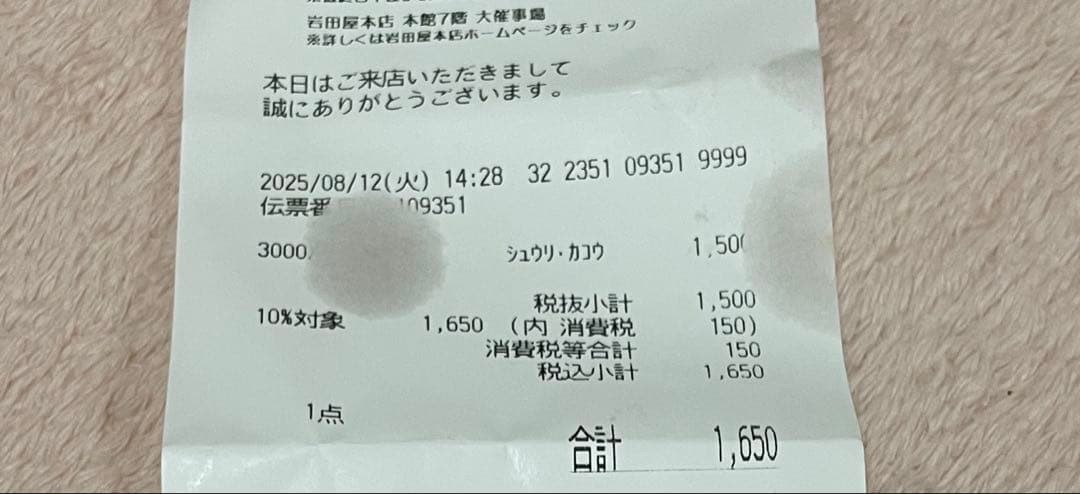 岩田屋本店 本館7階 大催事場
※詳しくは岩田屋本店ホームページをチェック
本日はご来店いただきまして
誠にありがとうございます。
2025/08/12(火) 14:28 32 2351 09351 9999
伝票番 09351
3000 シュウリ・カコウ 1,50
税抜小計 1,500
10%対象 1,650 (内 消費税 150)
消費税等合計 150
税込小計 1,650
1点
合計 1,650